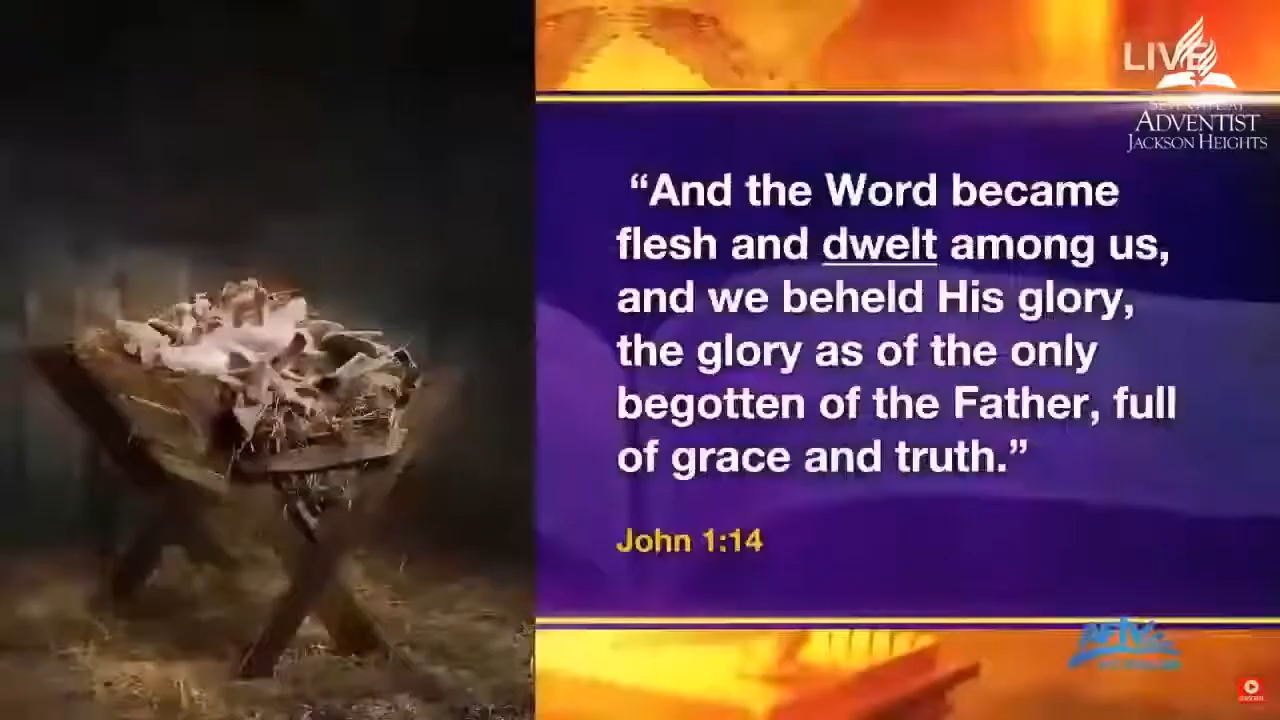 LIVE
ADVENTIST
JACKSON HEIGHTS
“And the Word became
flesh and dwelt among us,
and we beheld His glory,
the glory as of the only
begotten of the Father, full
of grace and truth.”
John 1:14